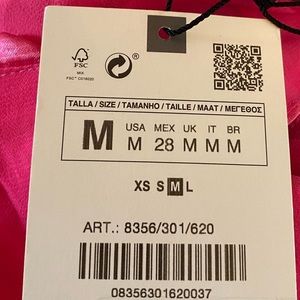 FSC
MIX
FSC® C016020
TALLA / SIZE / TAMANHO / TAILLE / MAAT / ΜΕΓΕΘΟΣ
M
USA MEX UK IT BR
M 28 M M M
XS S M L
ART.: 8356/301/620
08356301620037